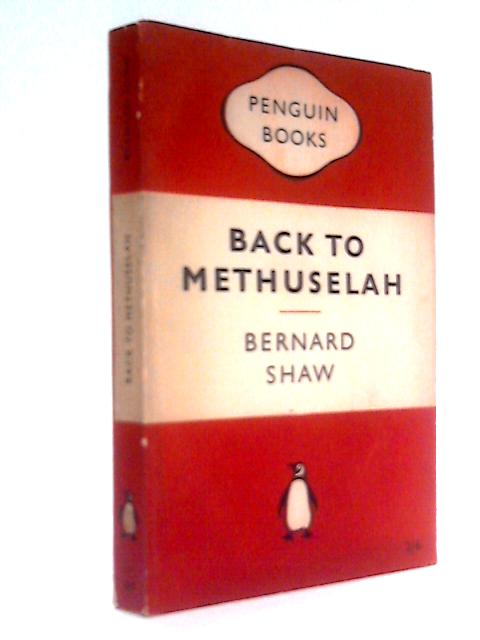 PENGUIN
BOOKS
BACK TO
METHUSELAH
BERNARD
SHAW
BACK TO METHUSELAH